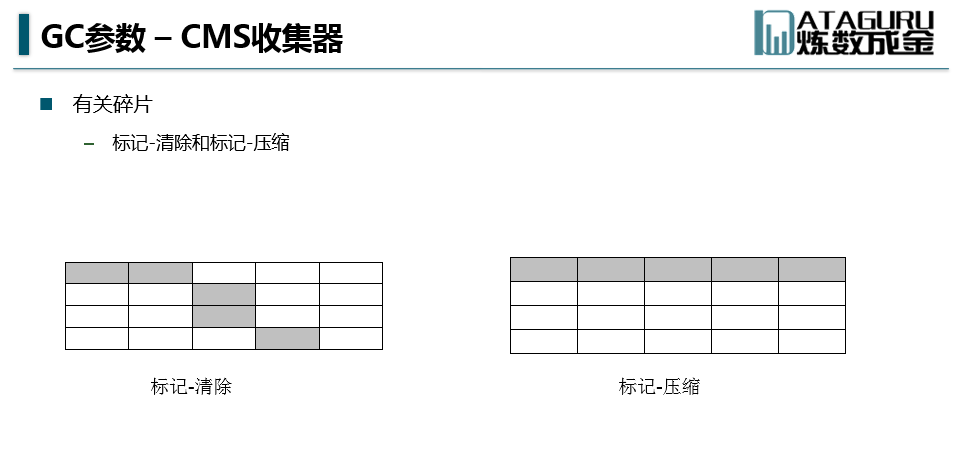 GC参数 – CMS收集器
DATAGURU
炼数成金
有关碎片
标记-清除和标记-压缩
标记-清除
标记-压缩